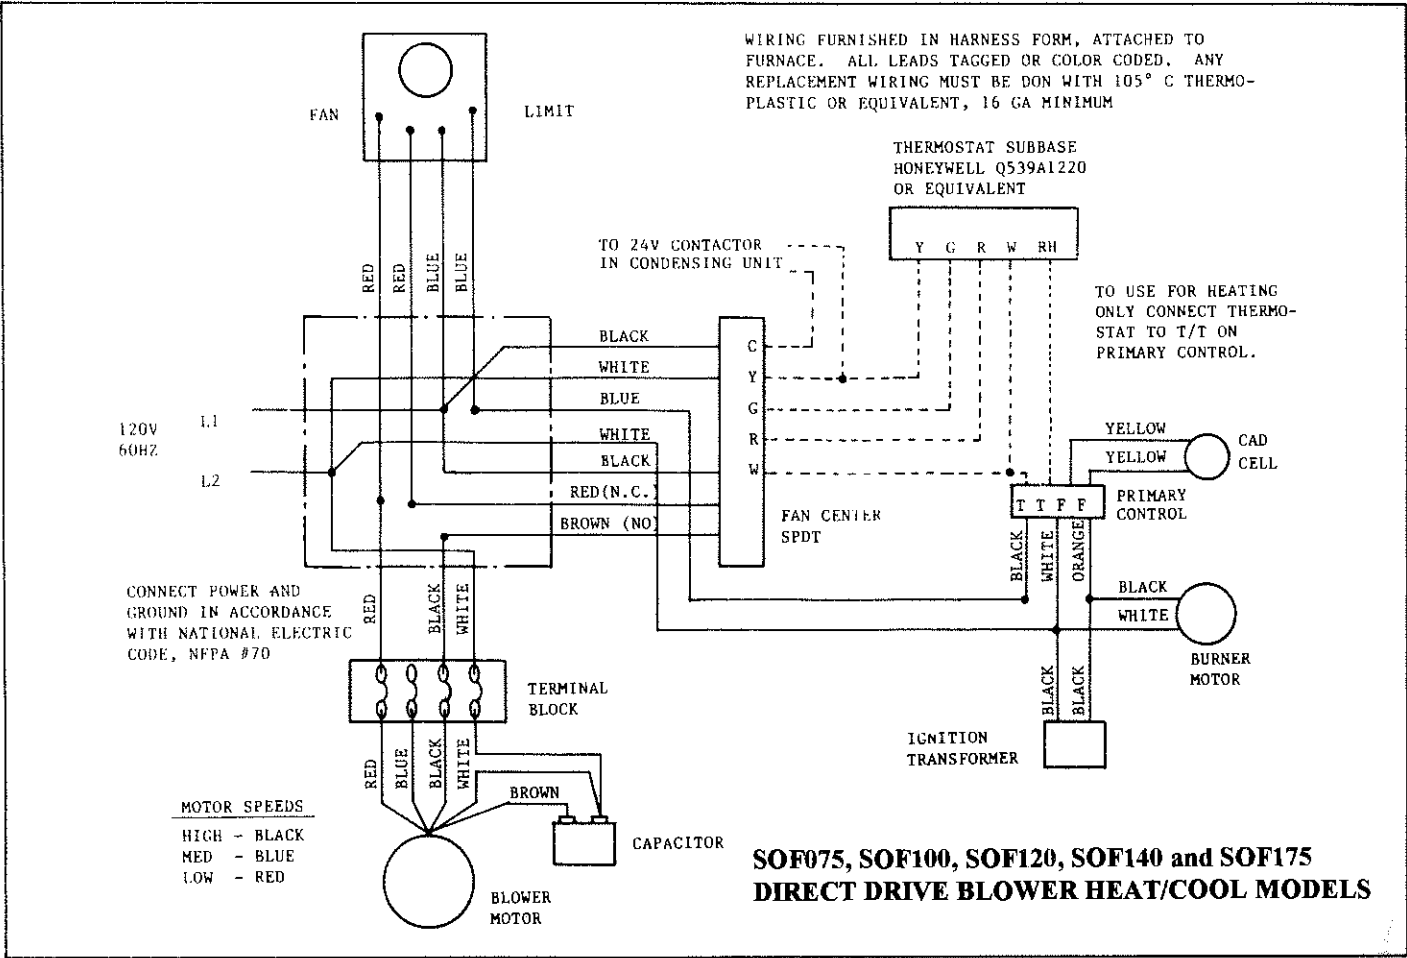 WIRING FURNISHED IN HARNESS FORM, ATTACHED TO
FURNACE. ALL LEADS TAGGED OR COLOR CODED. ANY
REPLACEMENT WIRING MUST BE DON WITH 105° C THERMO-
PLASTIC OR EQUIVALENT, 16 GA MINIMUM
FAN
LIMIT
THERMOSTAT SUBBASE
HONEYWELL Q539A1220
OR EQUIVALENT
Y G R W RH
TO 24V CONTACTOR
IN CONDENSING UNIT
RED
RED
BLUE
BLUE
TO USE FOR HEATING
ONLY CONNECT THERMO-
STAT TO T/T ON
PRIMARY CONTROL.
BLACK
WHITE
BLUE
WHITE
BLACK
RED(N.C.)
BROWN (NO)
C
Y
G
R
W
120V
60HZ
L1
L2
FAN CENTER
SPDT
YELLOW
YELLOW
CAD
CELL
T T F F
PRIMARY
CONTROL
BLACK
WHITE
ORANGE
BLACK
WHITE
BURNER
MOTOR
BLACK
BLACK
IGNITION
TRANSFORMER
CONNECT POWER AND
GROUND IN ACCORDANCE
WITH NATIONAL ELECTRIC
CODE, NFPA #70
RED
BLACK
WHITE
TERMINAL
BLOCK
RED
BLUE
BLACK
WHITE
BROWN
CAPACITOR
MOTOR SPEEDS
HIGH - BLACK
MED - BLUE
LOW - RED
BLOWER
MOTOR
SOF075, SOF100, SOF120, SOF140 and SOF175
DIRECT DRIVE BLOWER HEAT/COOL MODELS